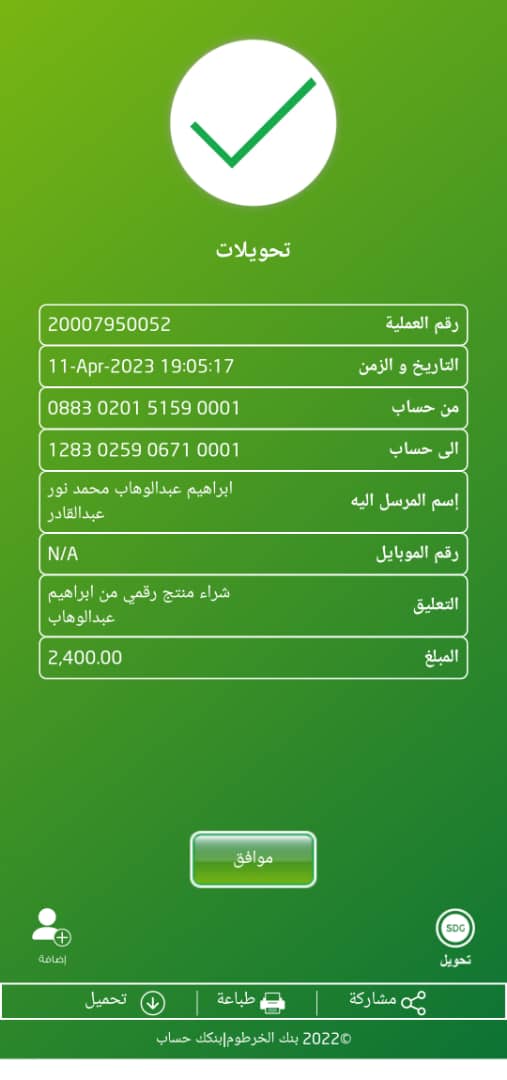 تحويلات
رقم العملية 20007950052
التاريخ و الزمن 11-Apr-2023 19:05:17
من حساب 0883 0201 5159 0001
الى حساب 1283 0259 0671 0001
إسم المرسل اليه ابراهيم عبدالوهاب محمد نور
عبدالقادر
رقم الموبايل N/A
التعليق شراء منتج رقمي من ابراهيم
عبدالوهاب
المبلغ 2,400.00
موافق
SDG
تحويل
إضافة
مشاركة | طباعة | تحميل
©2022 بنك الخرطوم|بنكك حساب